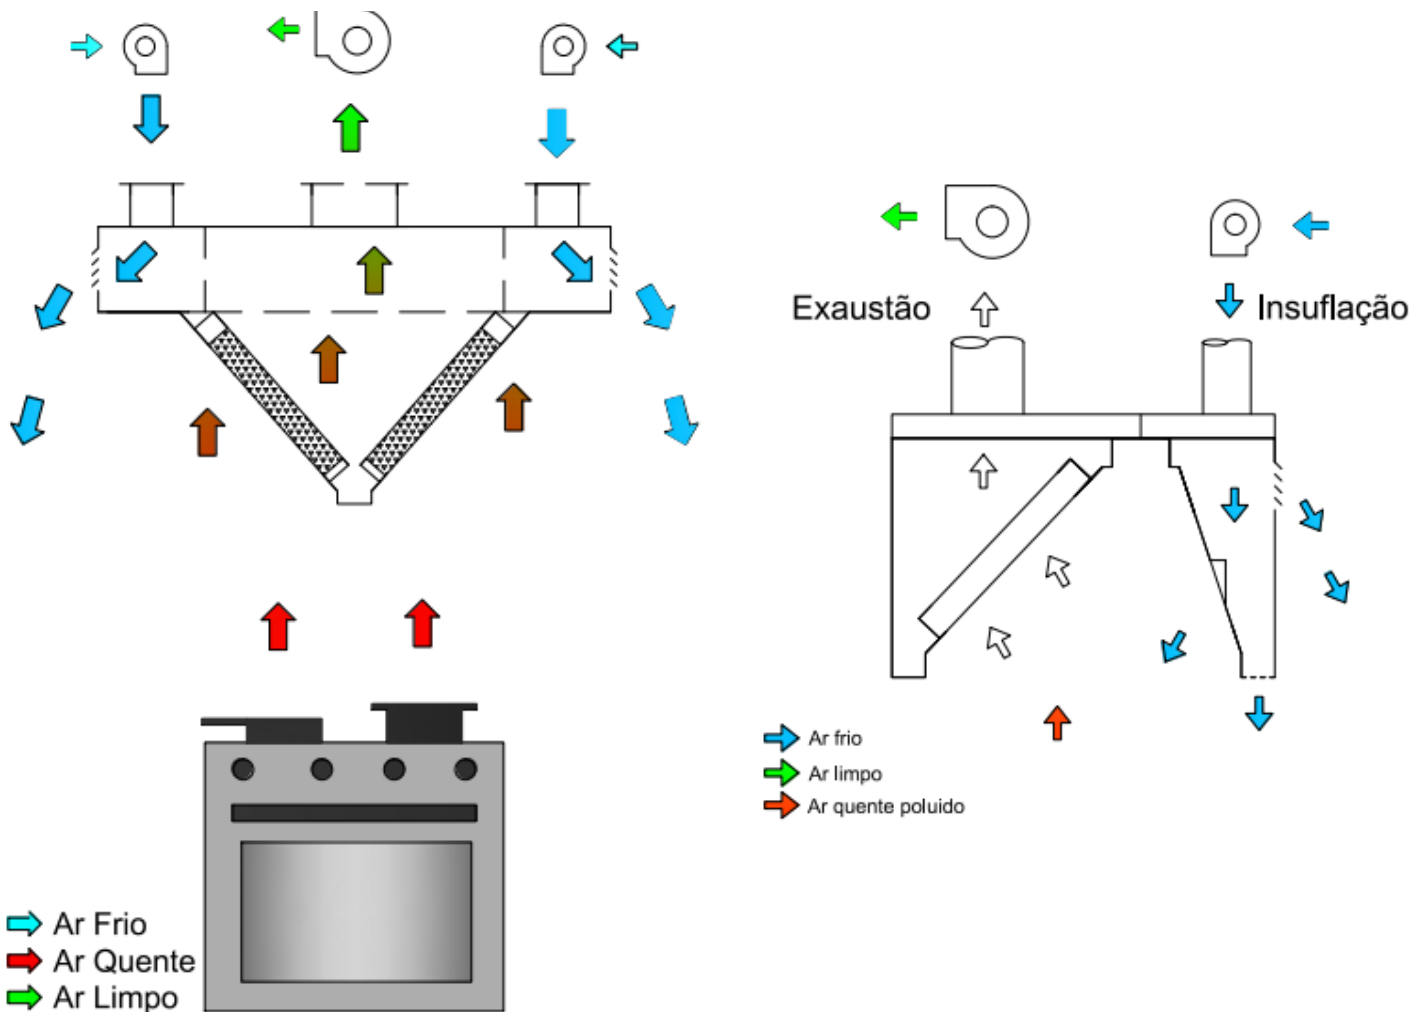 Exaustão
Insuflação
Ar frio
Ar limpo
Ar quente poluido
Ar Frio
Ar Quente
Ar Limpo